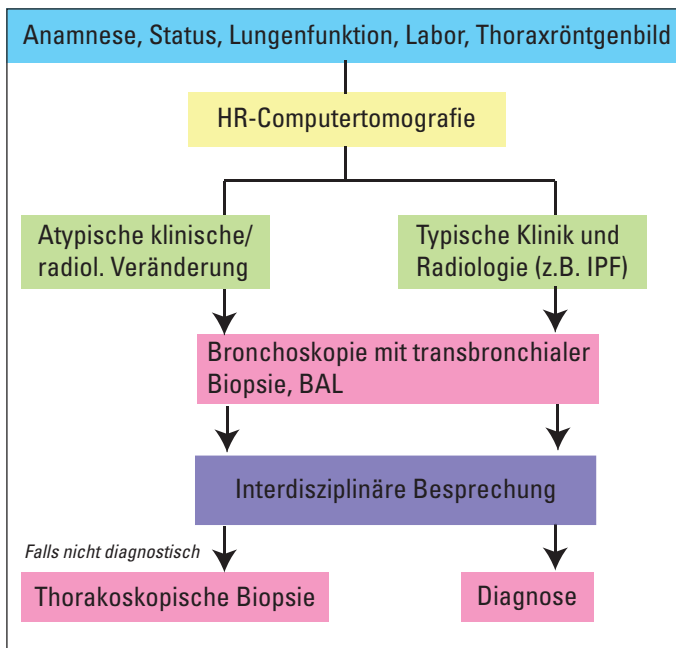 Anamnese, Status, Lungenfunktion, Labor, Thoraxröntgenbild
HR-Computertomografie
Atypische klinische/
radiol. Veränderung
Typische Klinik und
Radiologie (z.B. IPF)
Bronchoskopie mit transbronchialer
Biopsie, BAL
Interdisziplinäre Besprechung
Falls nicht diagnostisch
Thorakoskopische Biopsie
Diagnose